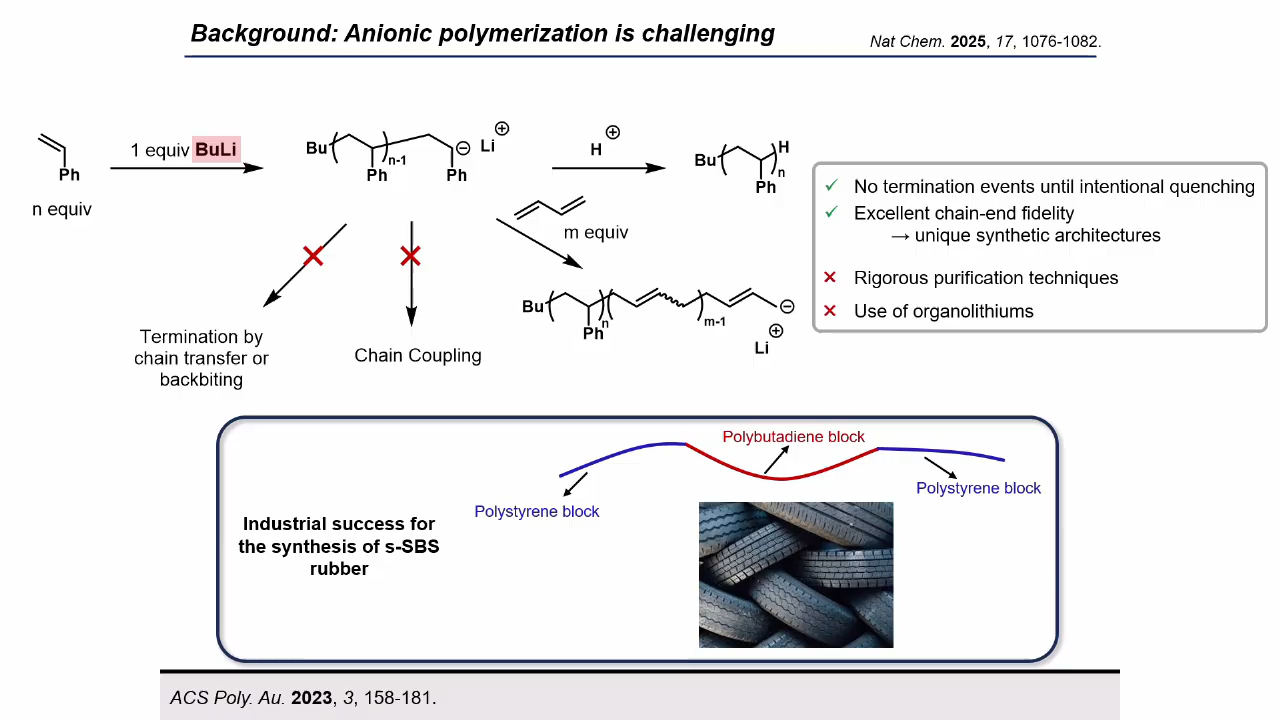 Background: Anionic polymerization is challenging
Nat Chem. 2025, 17, 1076-1082.
1 equiv BuLi
Ph
n equiv
Bu
n-1
Ph
Ph
⊖
Li
⊕
H
⊕
Bu
H
n
Ph
m equiv
Bu
Ph
n
m-1
⊖
⊕
Li
Termination by
chain transfer or
backbiting
Chain Coupling
✓ No termination events until intentional quenching
✓ Excellent chain-end fidelity
→ unique synthetic architectures
✕ Rigorous purification techniques
✕ Use of organolithiums
Polybutadiene block
Polystyrene block
Polystyrene block
Industrial success for
the synthesis of s-SBS
rubber
ACS Poly. Au. 2023, 3, 158-181.